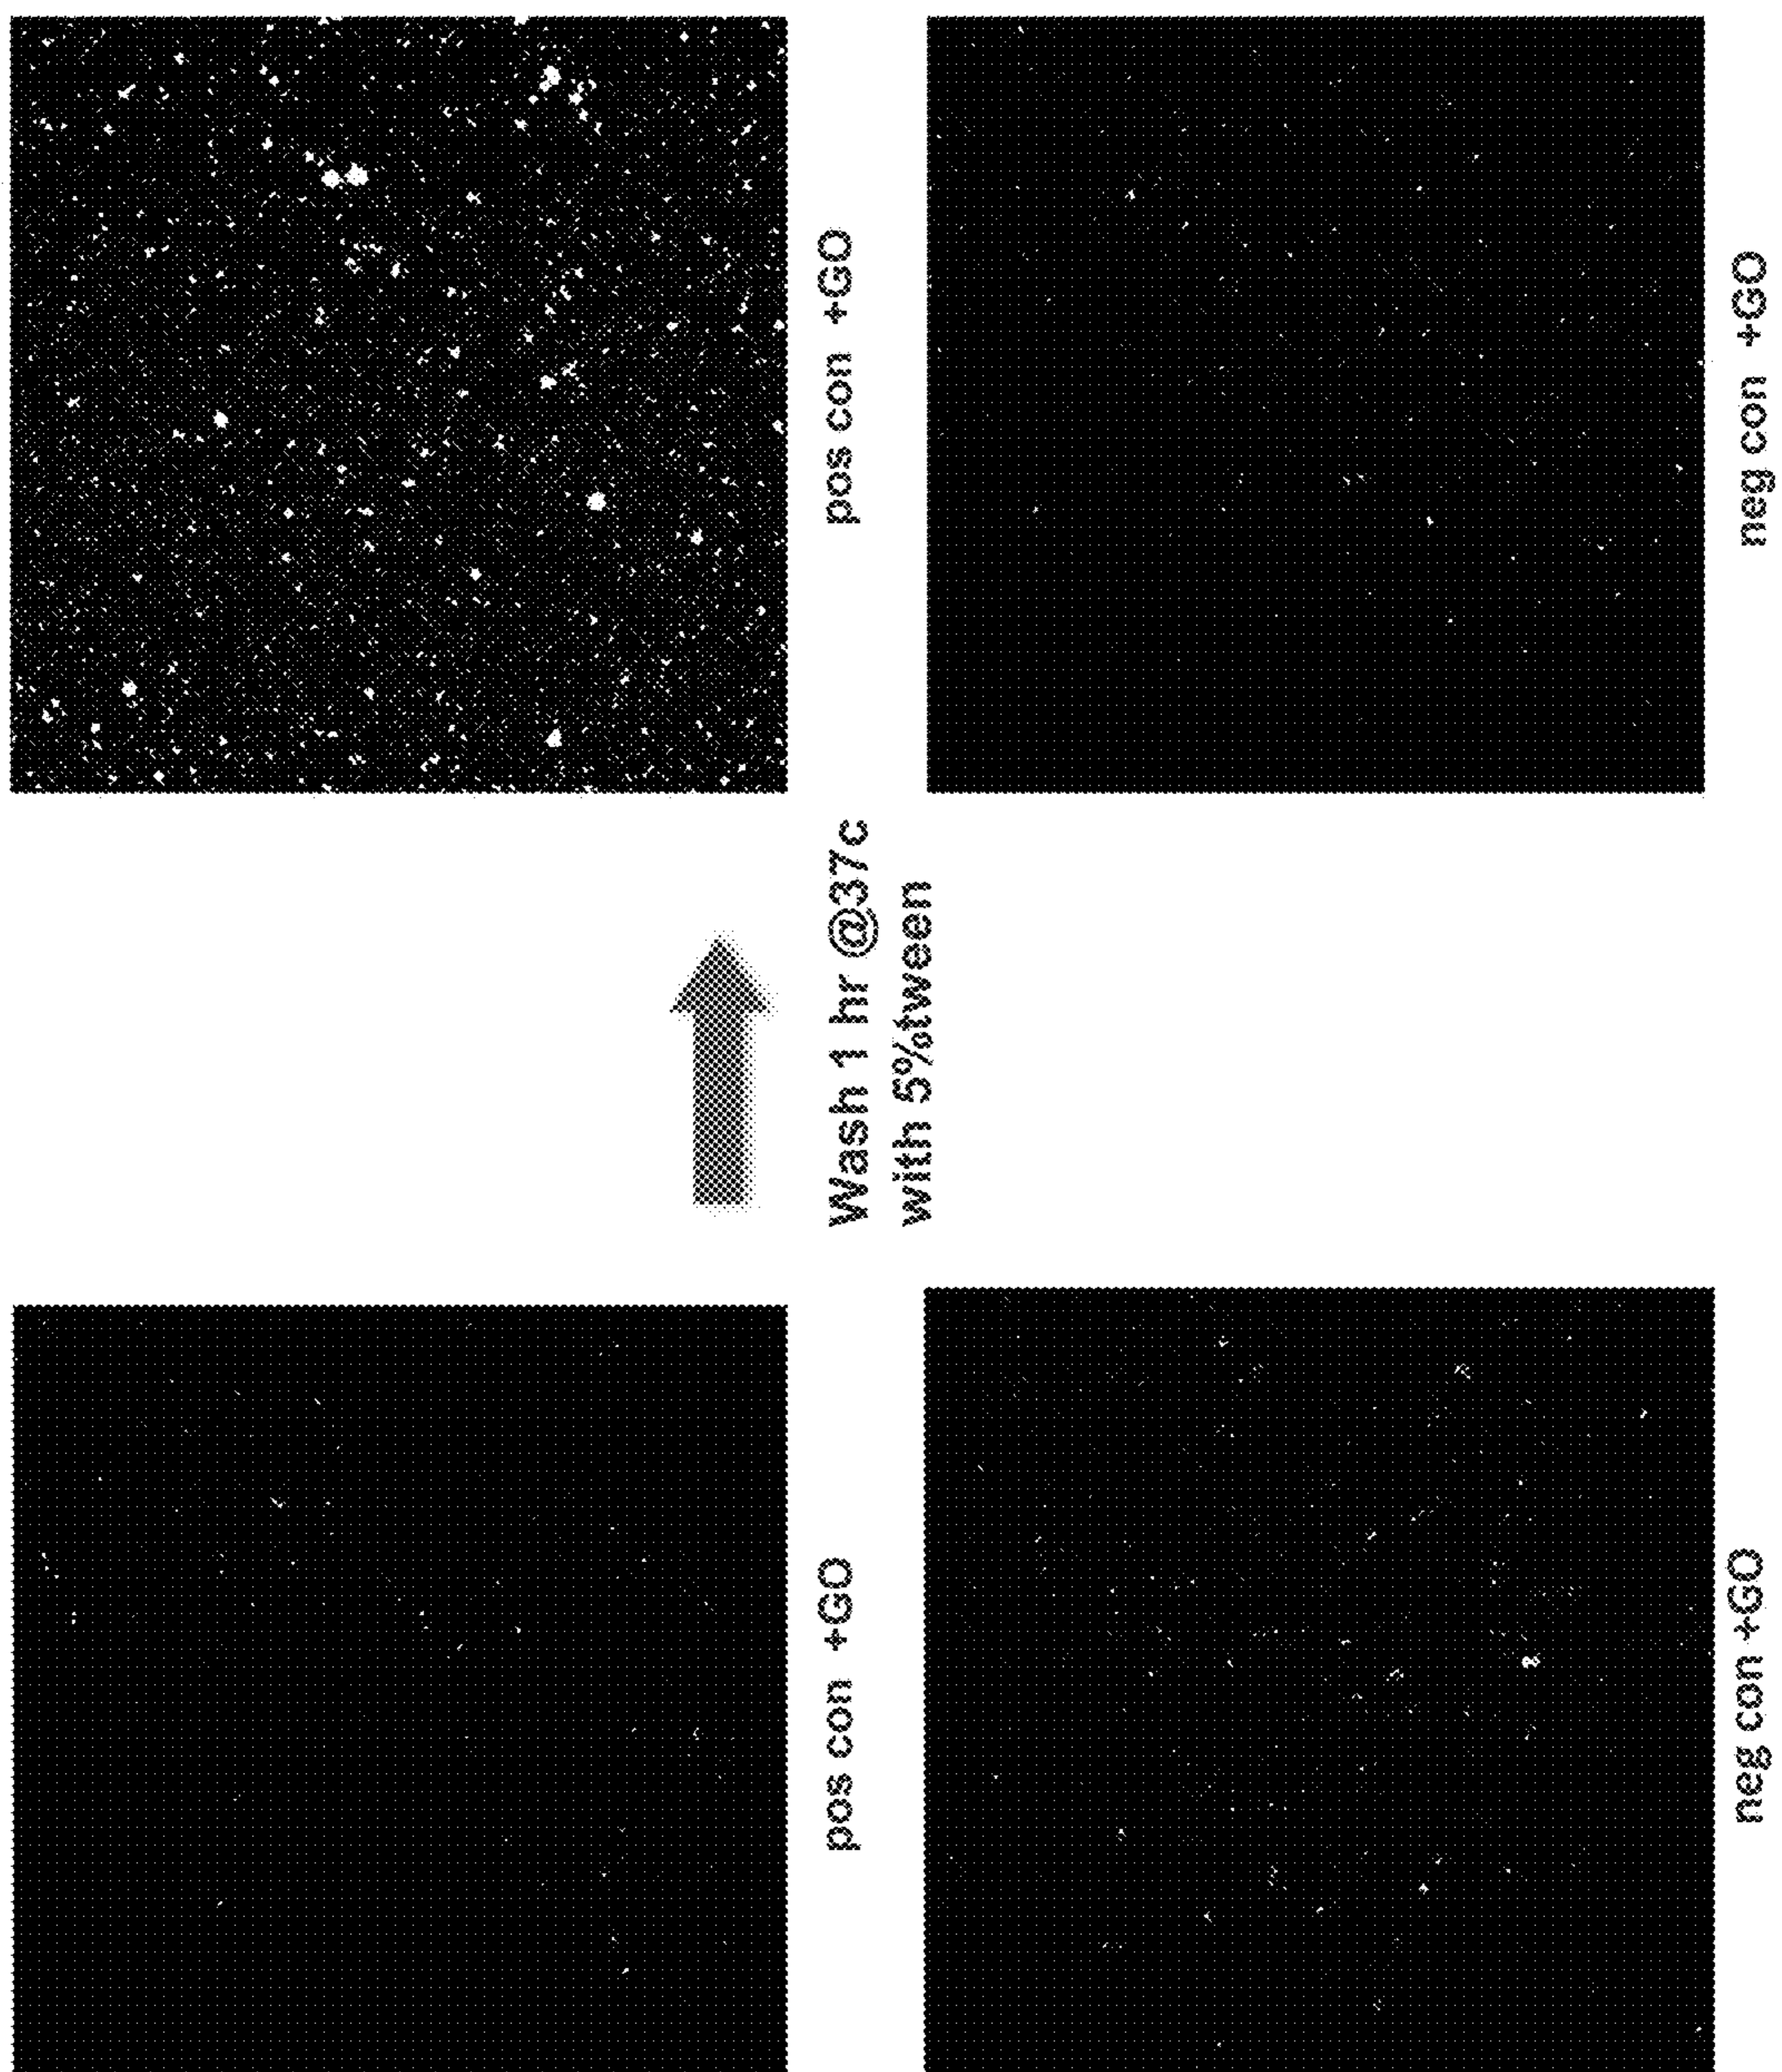 pos con +GO
Wash 1 hr @37c
with 5%tween
pos con +GO
neg con +GO
neg con +GO